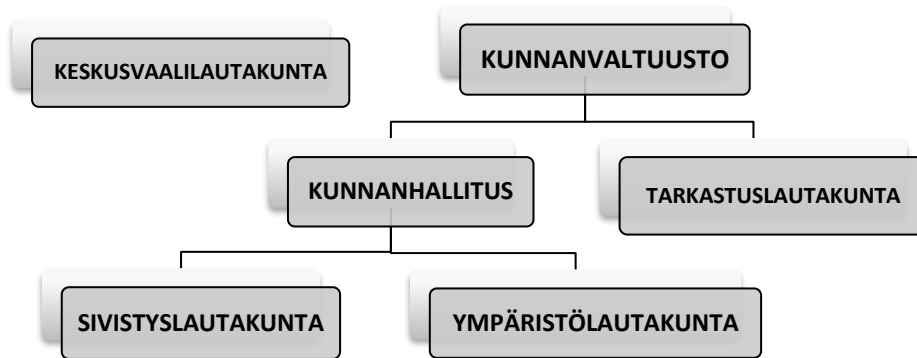 KESKUSVAALILAUTAKUNTA
KUNNANVALTUUSTO
KUNNANHALLITUS
TARKASTUSLAUTAKUNTA
SIVISTYSLAUTAKUNTA
YMPÄRISTÖLAUTAKUNTA